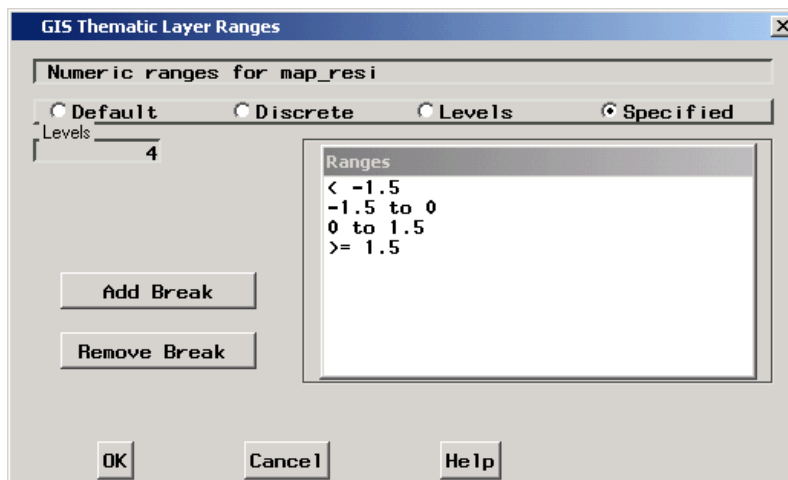 GIS Thematic Layer Ranges
Numeric ranges for map_resi
Default Discrete Levels Specified
Levels
4
Ranges
< -1.5
-1.5 to 0
0 to 1.5
>= 1.5
Add Break
Remove Break
OK Cancel Help